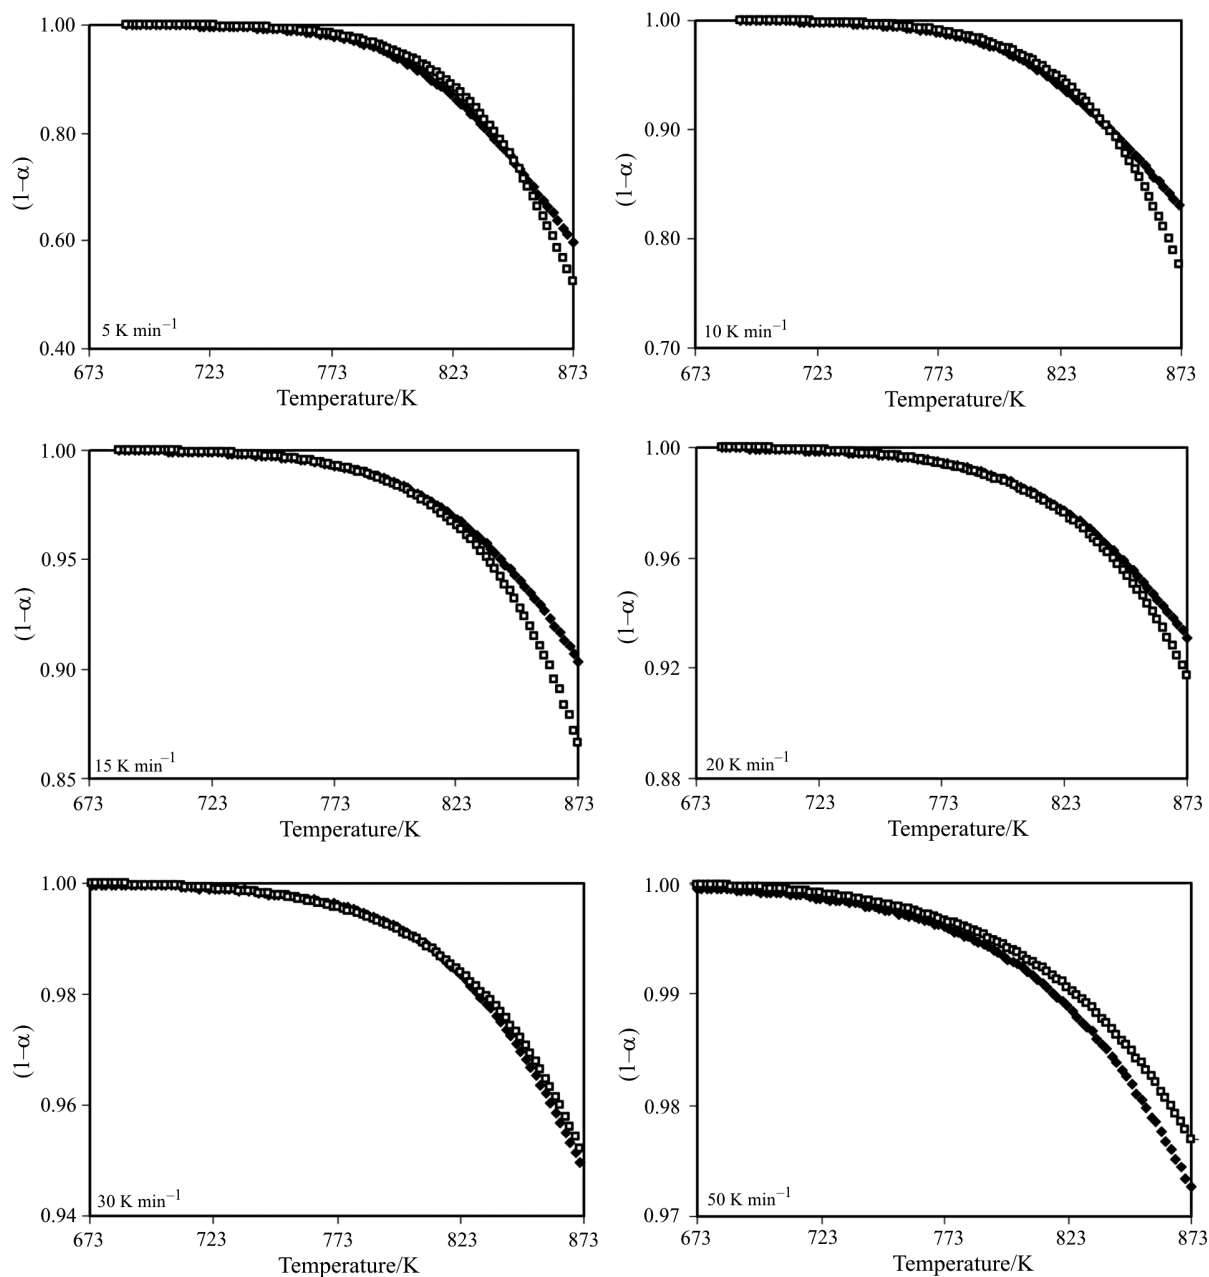 1.00
0.80
0.60
0.40
(1–α)
5 K min⁻¹
673 723 773 823 873
Temperature/K
1.00
0.90
0.80
0.70
(1–α)
10 K min⁻¹
673 723 773 823 873
Temperature/K
1.00
0.95
0.90
0.85
(1–α)
15 K min⁻¹
673 723 773 823 873
Temperature/K
1.00
0.96
0.92
0.88
(1–α)
20 K min⁻¹
673 723 773 823 873
Temperature/K
1.00
0.98
0.96
0.94
(1–α)
30 K min⁻¹
673 723 773 823 873
Temperature/K
1.00
0.99
0.98
0.97
(1–α)
50 K min⁻¹
673 723 773 823 873
Temperature/K